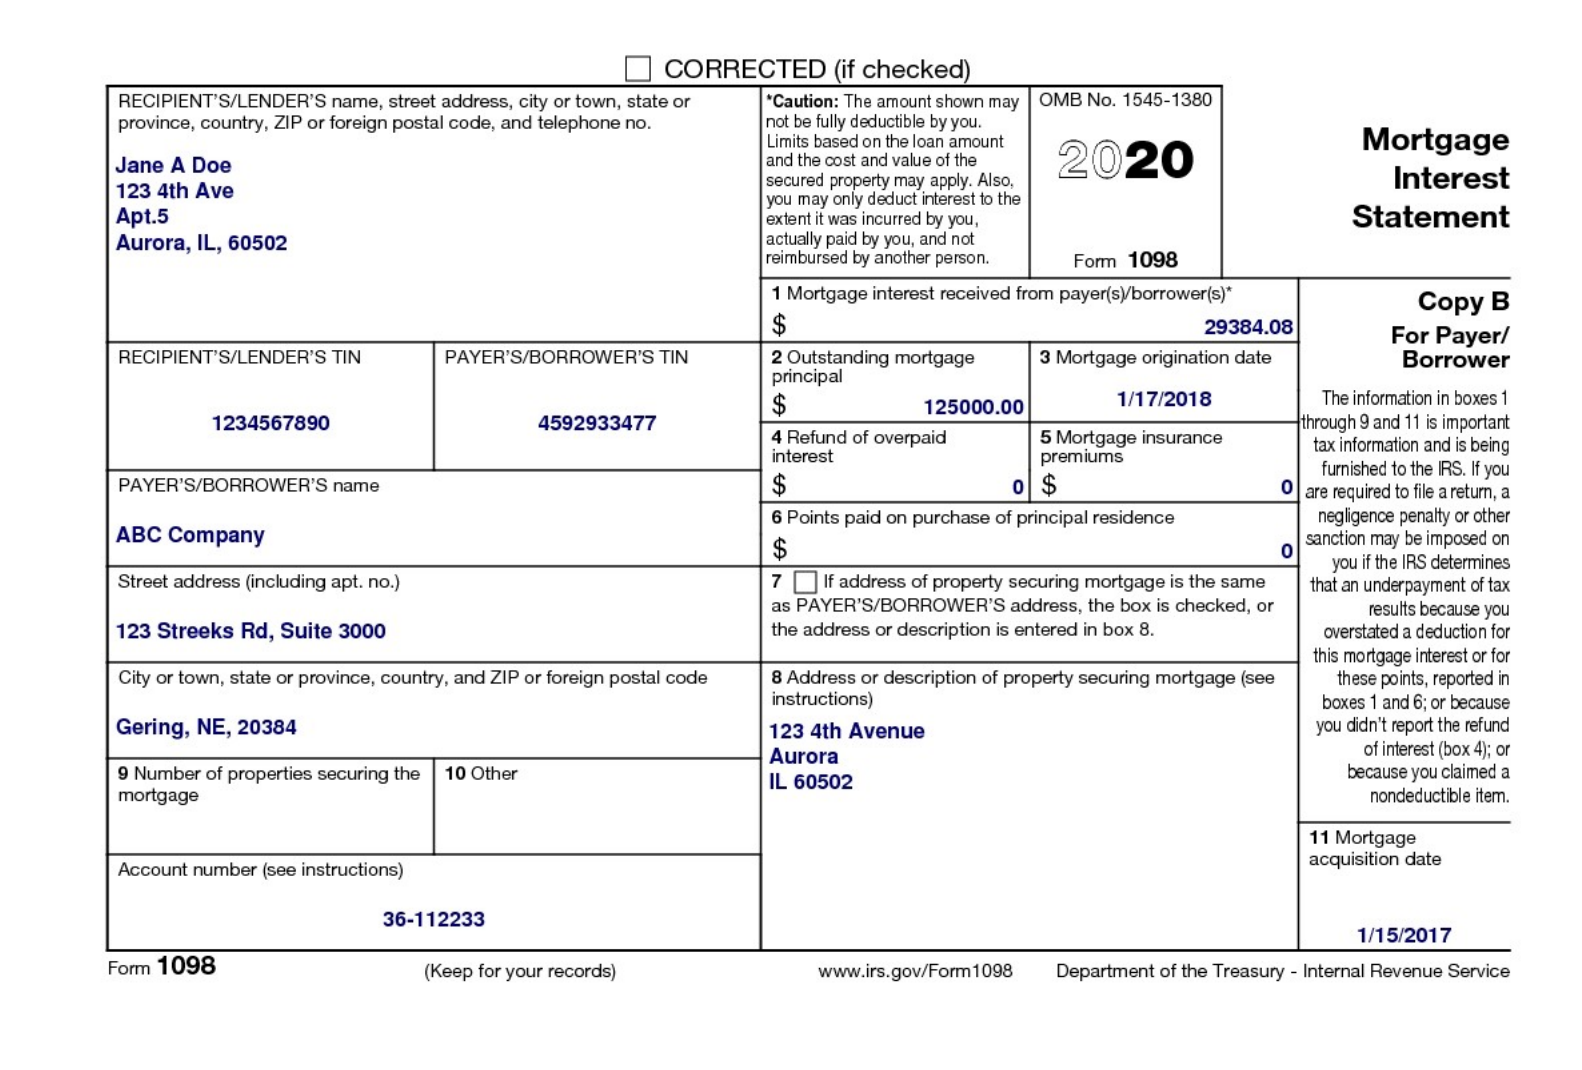 CORRECTED (if checked)
RECIPIENT'S/LENDER'S name, street address, city or town, state or
province, country, ZIP or foreign postal code, and telephone no.
Jane A Doe
123 4th Ave
Apt.5
Aurora, IL, 60502
*Caution: The amount shown may
not be fully deductible by you.
Limits based on the loan amount
and the cost and value of the
secured property may apply. Also,
you may only deduct interest to the
extent it was incurred by you,
actually paid by you, and not
reimbursed by another person.
OMB No. 1545-1380
2020
Form 1098
Mortgage
Interest
Statement
1 Mortgage interest received from payer(s)/borrower(s)*
$ 29384.08
Copy B
For Payer/
Borrower
The information in boxes 1
through 9 and 11 is important
tax information and is being
furnished to the IRS. If you
are required to file a return, a
negligence penalty or other
sanction may be imposed on
you if the IRS determines
that an underpayment of tax
results because you
overstated a deduction for
this mortgage interest or for
these points, reported in
boxes 1 and 6; or because
you didn't report the refund
of interest (box 4); or
because you claimed a
nondeductible item.
RECIPIENT'S/LENDER'S TIN
1234567890
PAYER'S/BORROWER'S TIN
4592933477
2 Outstanding mortgage
principal
$ 125000.00
3 Mortgage origination date
1/17/2018
4 Refund of overpaid
interest
$ 0
5 Mortgage insurance
premiums
$ 0
PAYER'S/BORROWER'S name
ABC Company
6 Points paid on purchase of principal residence
$ 0
Street address (including apt. no.)
123 Streeks Rd, Suite 3000
7 If address of property securing mortgage is the same
as PAYER'S/BORROWER'S address, the box is checked, or
the address or description is entered in box 8.
City or town, state or province, country, and ZIP or foreign postal code
Gering, NE, 20384
8 Address or description of property securing mortgage (see
instructions)
123 4th Avenue
Aurora
IL 60502
9 Number of properties securing the
mortgage
10 Other
11 Mortgage
acquisition date
1/15/2017
Account number (see instructions)
36-112233
Form 1098
(Keep for your records)
www.irs.gov/Form1098
Department of the Treasury - Internal Revenue Service